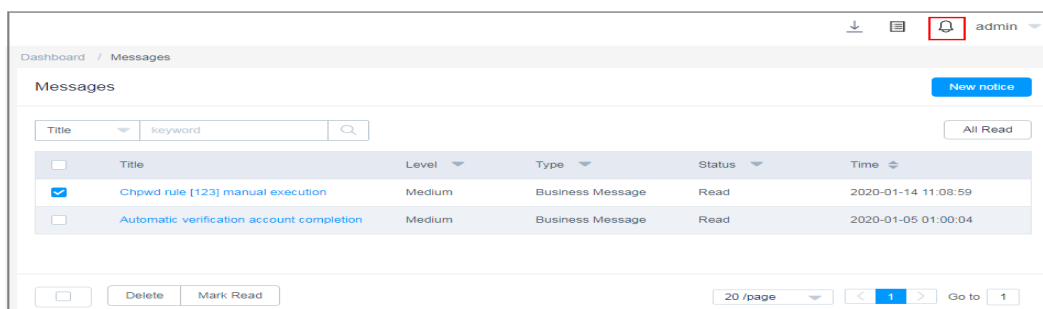 admin
Dashboard / Messages
Messages
New notice
Title keyword
All Read
Title Level Type Status Time
Chpwd rule [123] manual execution Medium Business Message Read 2020-01-14 11:08:59
Automatic verification account completion Medium Business Message Read 2020-01-05 01:00:04
Delete Mark Read 20 /page < 1 > Go to 1